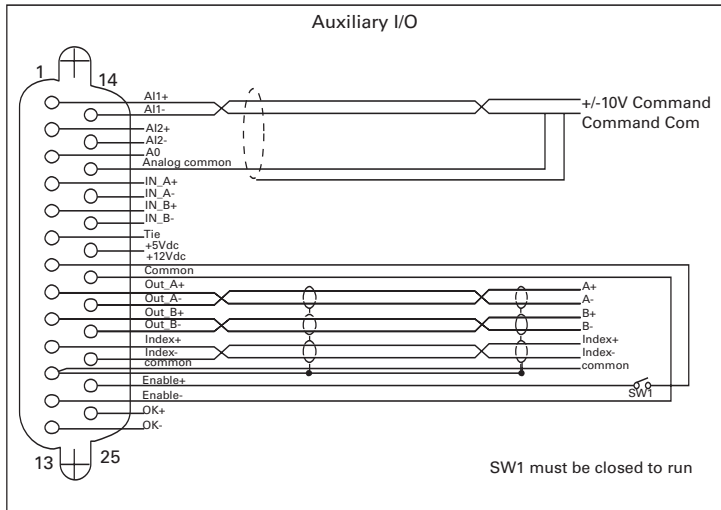 Auxiliary I/O
1
14
AI1+
AI1-
+/-10V Command
Command Com
AI2+
AI2-
A0
Analog common
IN_A+
IN_A-
IN_B+
IN_B-
Tie
+5Vdc
+12Vdc
Common
Out_A+
A+
Out_A-
A-
Out_B+
B+
Out_B-
B-
Index+
Index+
Index-
Index-
common
common
Enable+
SW1
Enable-
OK+
OK-
13
25
SW1 must be closed to run